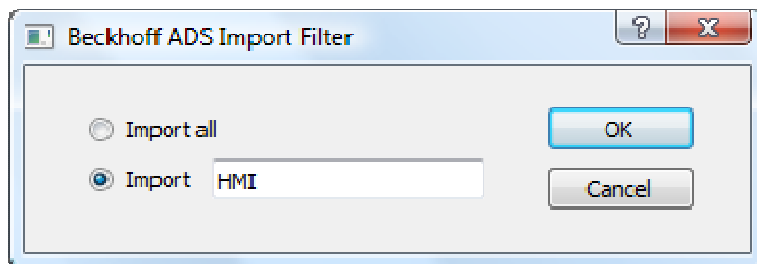 Beckhoff ADS Import Filter
Import all
OK
Import HMI
Cancel